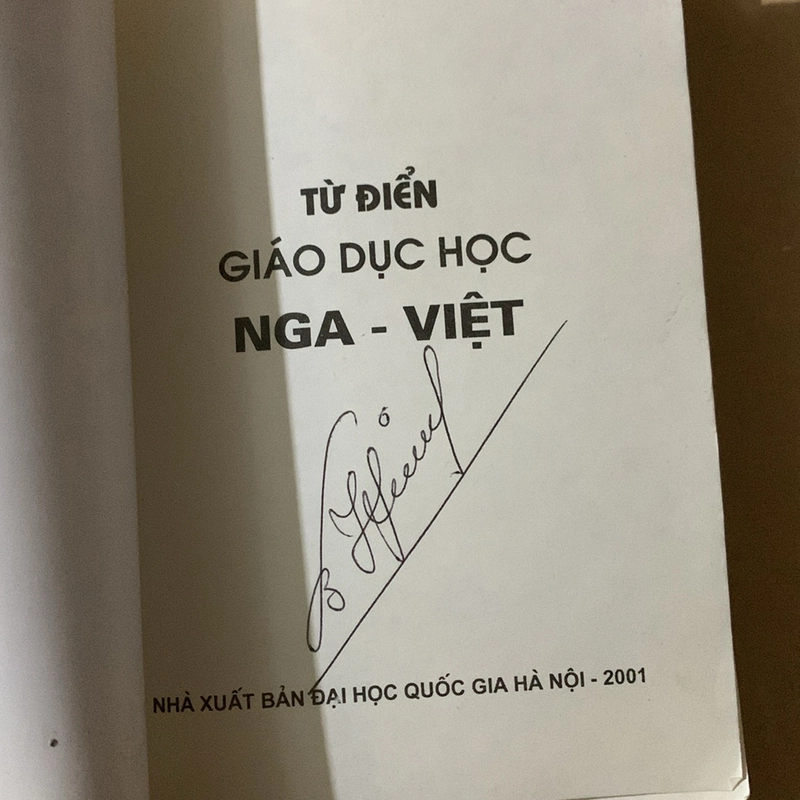 TỪ ĐIỂN
GIÁO DỤC HỌC
NGA - VIỆT
NHÀ XUẤT BẢN ĐẠI HỌC QUỐC GIA HÀ NỘI - 2001